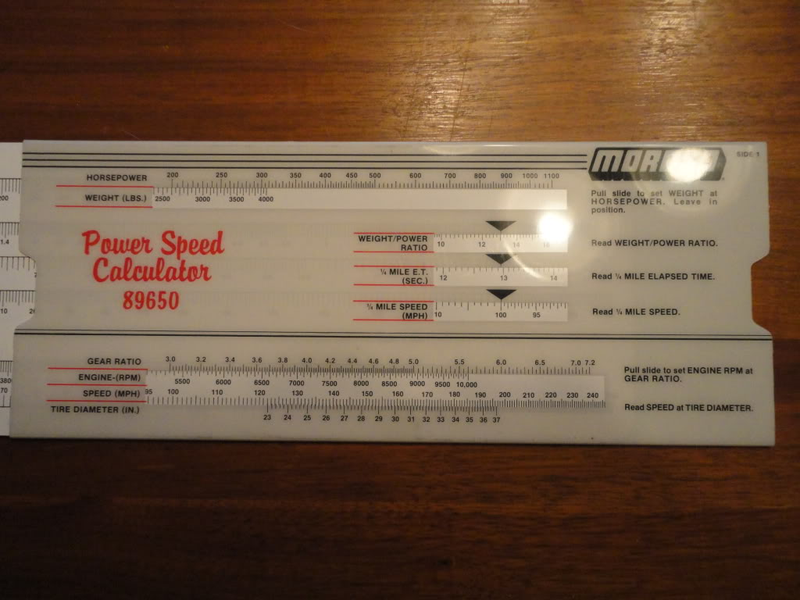 SIDE 1
HORSEPOWER 200 250 300 350 400 450 500 600 700 800 900 1000 1100
WEIGHT (LBS.) 2500 3000 3500 4000
Pull slide to set WEIGHT at
HORSEPOWER. Leave in
position.
Power Speed
Calculator
89650
WEIGHT/POWER
RATIO
10 12 14
Read WEIGHT/POWER RATIO.
¼ MILE E.T.
(SEC.)
12 13 14
Read ¼ MILE ELAPSED TIME.
¼ MILE SPEED
(MPH)
100 95
Read ¼ MILE SPEED.
GEAR RATIO 3.0 3.2 3.4 3.6 3.8 4.0 4.2 4.4 4.6 4.8 5.0 5.5 6.0 6.5 7.0 7.2
ENGINE-(RPM) 5500 6000 6500 7000 7500 8000 8500 9000 9500 10,000
Pull slide to set ENGINE RPM at
GEAR RATIO.
SPEED (MPH) 95 100 110 120 130 140 150 160 170 180 190 200 210 220 230 240
TIRE DIAMETER (IN.) 23 24 25 26 27 28 29 30 31 32 33 34 35 36 37
Read SPEED at TIRE DIAMETER.